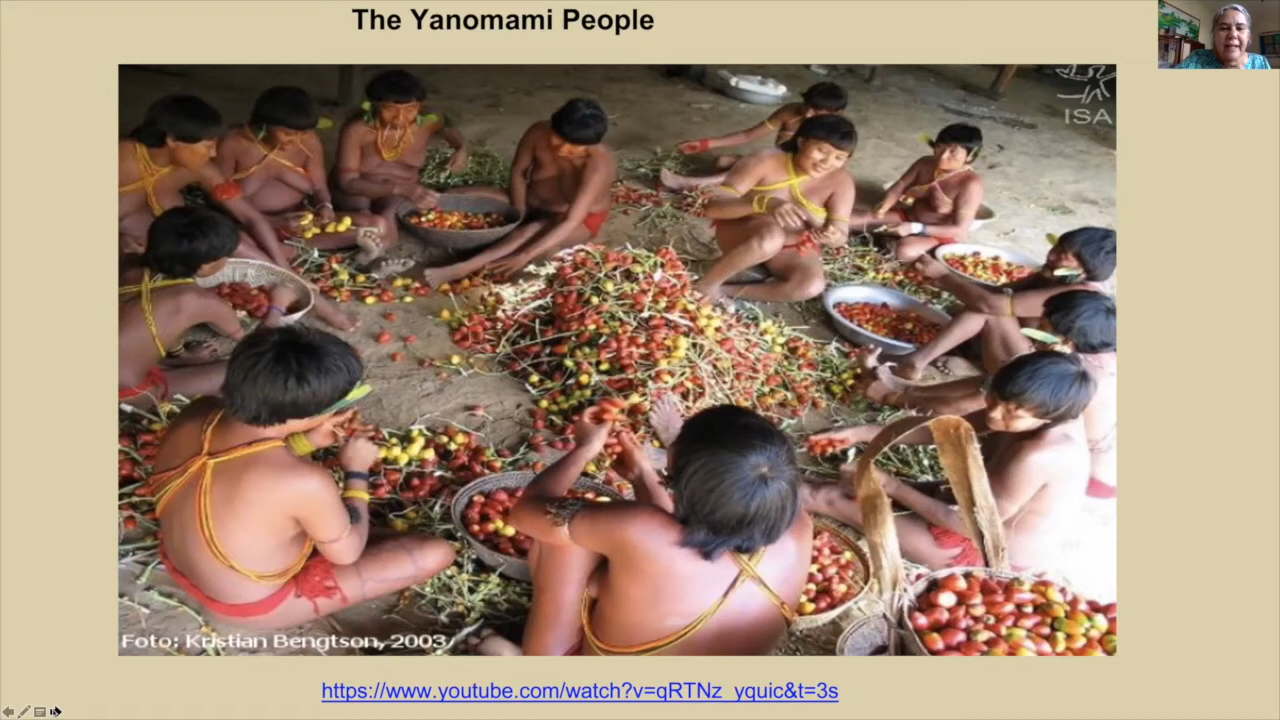 The Yanomami People
ISA
Foto: Kristian Bengtson, 2003
https://www.youtube.com/watch?v=qRTNz_yquic&t=3s